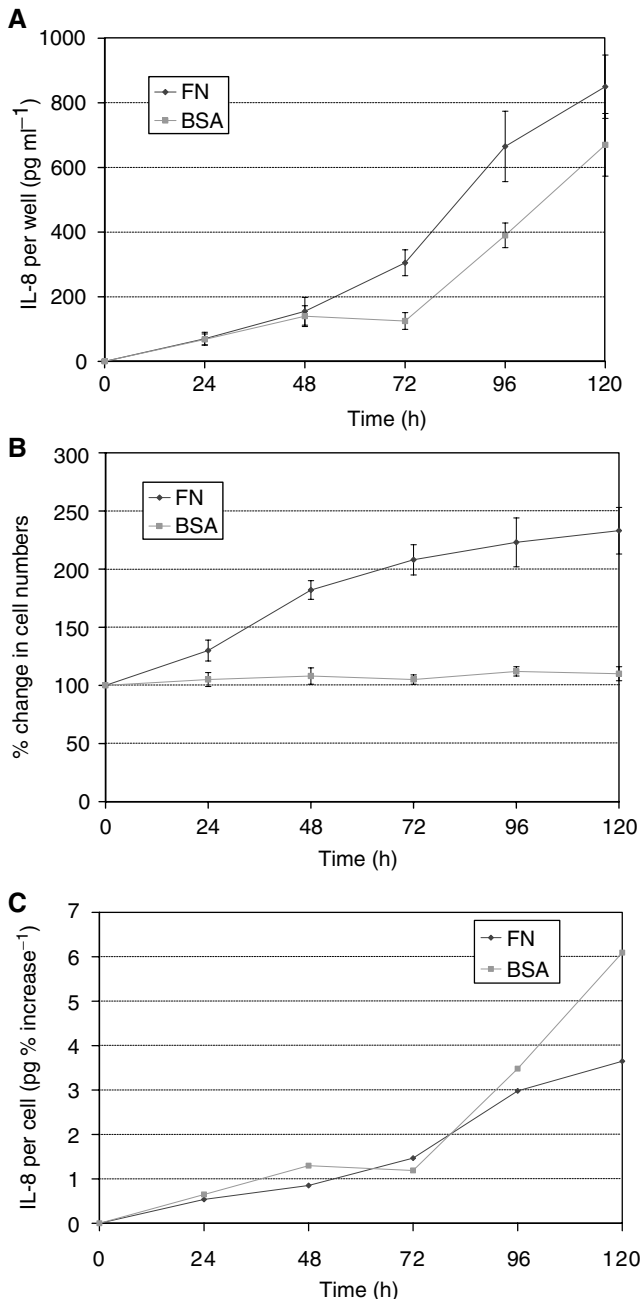 A
IL-8 per well (pg ml⁻¹)
1000
800
600
400
200
0
FN
BSA
0 24 48 72 96 120
Time (h)
B
% change in cell numbers
300
250
200
150
100
50
0
FN
BSA
0 24 48 72 96 120
Time (h)
C
IL-8 per cell (pg % increase⁻¹)
7
6
5
4
3
2
1
0
FN
BSA
0 24 48 72 96 120
Time (h)